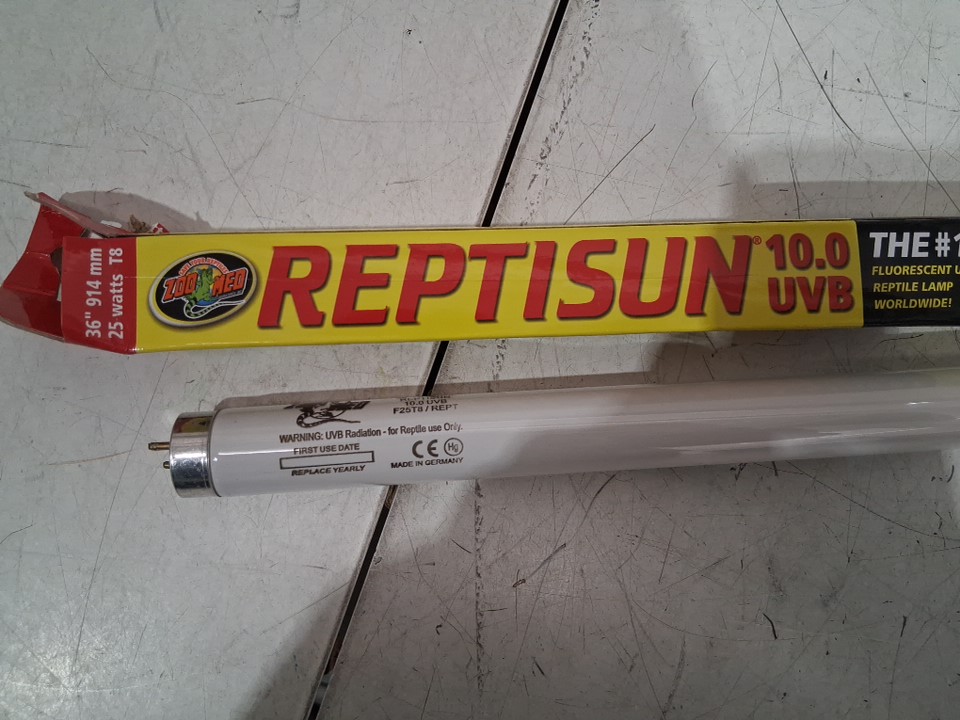 36" 914 mm
25 watts T8
ZOO MED
REPTISUN®
10.0
UVB
THE #1
FLUORESCENT U
REPTILE LAMP
WORLDWIDE!
10.0 UVB
F25T8 / REPT
WARNING: UVB Radiation - for Reptile use Only.
FIRST USE DATE
REPLACE YEARLY
CE Hg
MADE IN GERMANY